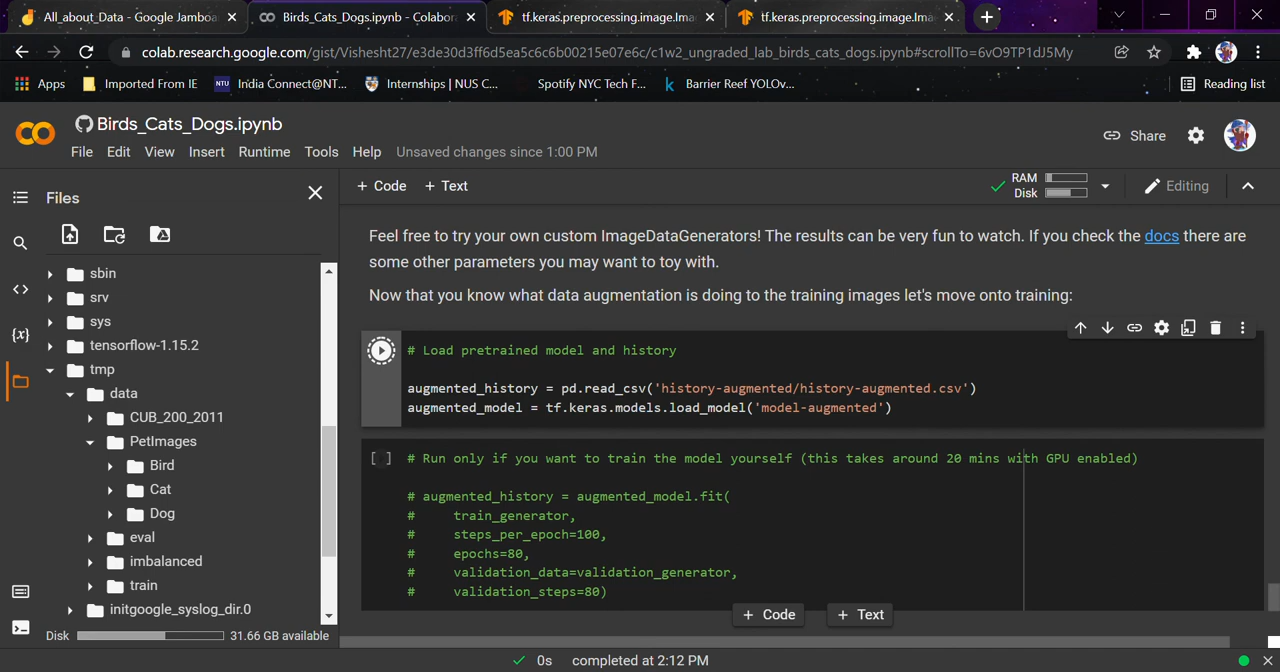 All_about_Data - Google Jamboa
Birds_Cats_Dogs.ipynb - Colabor
tf.keras.preprocessing.image.Ima
tf.keras.preprocessing.image.Ima
colab.research.google.com/gist/Vishesht27/e3de30d3ff6d5ea5c6c6b00215e07e6c/c1w2_ungraded_lab_birds_cats_dogs.ipynb#scrollTo=6vO9TP1dJ5My
Apps
Imported From IE
NTU
India Connect@NT...
Internships | NUS C...
Spotify NYC Tech F...
k
Barrier Reef YOLOv...
Reading list
Birds_Cats_Dogs.ipynb
Share
File Edit View Insert Runtime Tools Help Unsaved changes since 1:00 PM
Files
+ Code + Text
RAM
Disk
Editing
sbin
srv
sys
tensorflow-1.15.2
tmp
data
CUB_200_2011
PetImages
Bird
Cat
Dog
eval
imbalanced
train
initgoogle_syslog_dir.0
Disk
31.66 GB available
Feel free to try your own custom ImageDataGenerators! The results can be very fun to watch. If you check the docs there are
some other parameters you may want to toy with.
Now that you know what data augmentation is doing to the training images let's move onto training:
# Load pretrained model and history
augmented_history = pd.read_csv('history-augmented/history-augmented.csv')
augmented_model = tf.keras.models.load_model('model-augmented')
[ ]
# Run only if you want to train the model yourself (this takes around 20 mins with GPU enabled)
# augmented_history = augmented_model.fit(
#     train_generator,
#     steps_per_epoch=100,
#     epochs=80,
#     validation_data=validation_generator,
#     validation_steps=80)
+ Code
+ Text
0s completed at 2:12 PM